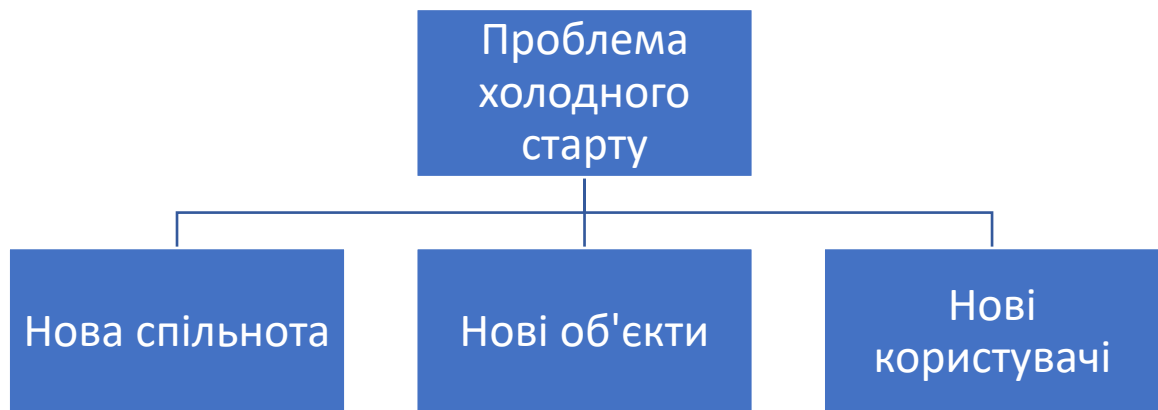 Проблема
холодного
старту
Нова спільнота
Нові об'єкти
Нові
користувачі